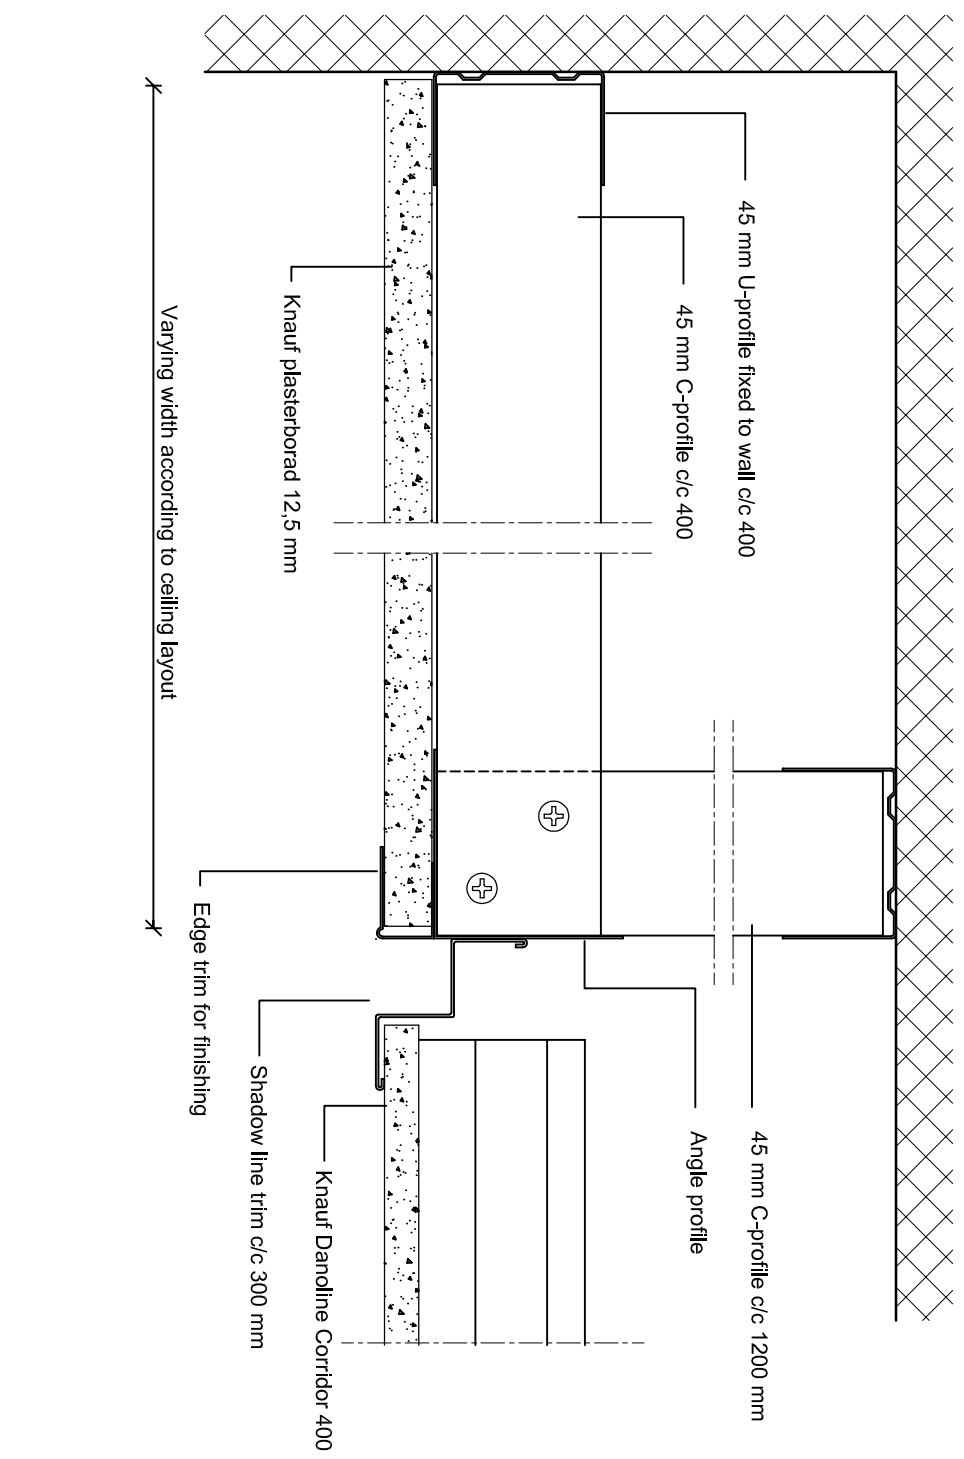 45 mm U-profile fixed to wall c/c 400
45 mm C-profile c/c 400
45 mm C-profile c/c 1200 mm
Angle profile
Knauf plasterborad 12,5 mm
Knauf Danoline Corridor 400
Shadow line trim c/c 300 mm
Edge trim for finishing
Varying width according to ceiling layout